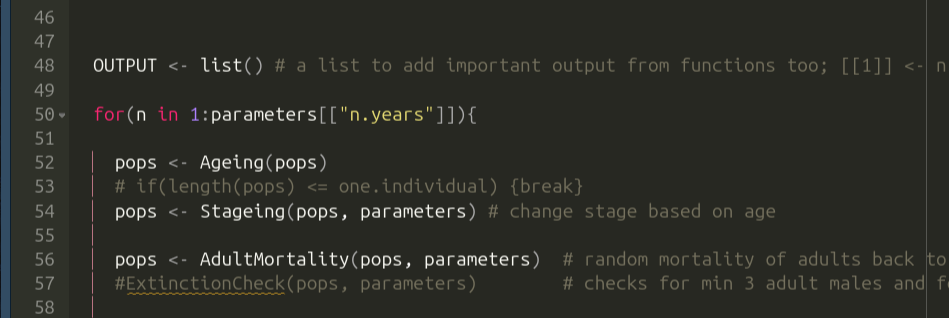 46
47
48 OUTPUT <- list() # a list to add important output from functions too; [[1]] <- n
49
50 for(n in 1:parameters[["n.years"]]){
51
52 pops <- Ageing(pops)
53 # if(length(pops) <= one.individual) {break}
54 pops <- Stageing(pops, parameters) # change stage based on age
55
56 pops <- AdultMortality(pops, parameters) # random mortality of adults back to
57 #ExtinctionCheck(pops, parameters) # checks for min 3 adult males and f
58